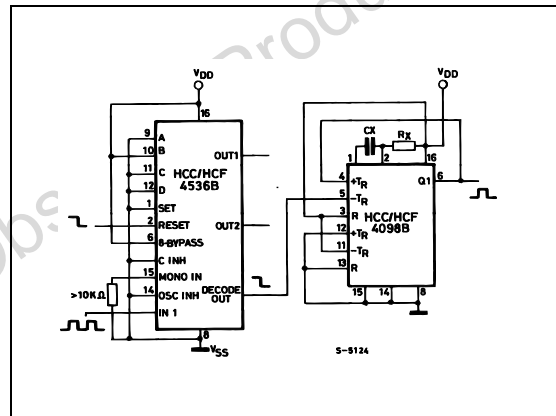 Obs
Produ
VDD
16
9 A
10 B
11 C
12 D
1 SET
2 RESET
6 8-BYPASS
C INH
15 MONO IN
14 OSC INH
IN 1
>10KΩ
HCC/HCF
4536B
OUT1
OUT2
DECODE
OUT
8
VSS
VDD
CX
RX
1
2
16
4 +TR
5 -TR
3 R
12 +TR
11 -TR
13 R
HCC/HCF
4098B
Q1 6
15
14
8
S-5124